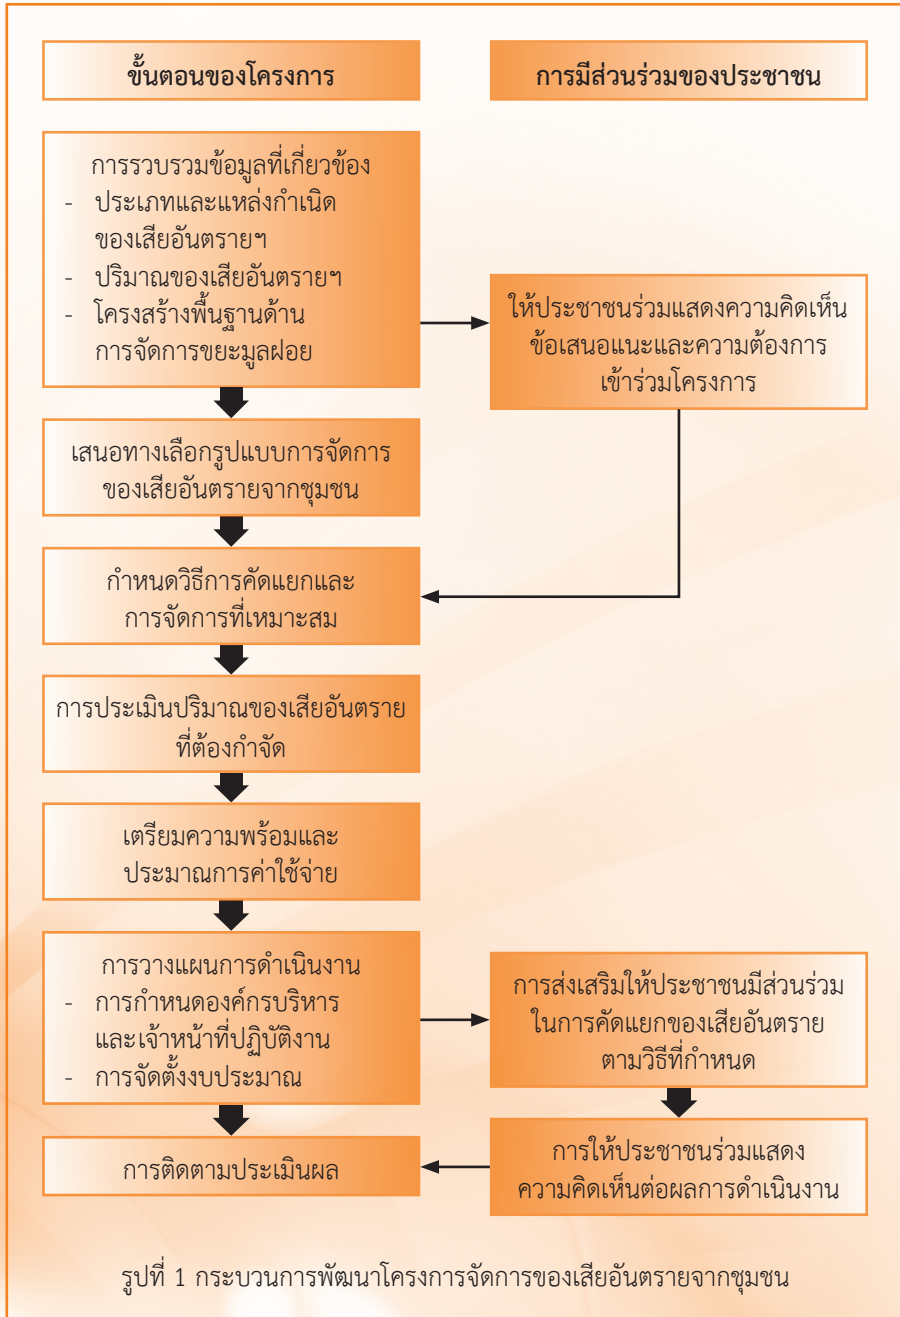 ขั้นตอนของโครงการ
การมีส่วนร่วมของประชาชน
การรวบรวมข้อมูลที่เกี่ยวข้อง
- ประเภทและแหล่งกำเนิด
ของเสียอันตรายฯ
- ปริมาณของเสียอันตรายฯ
- โครงสร้างพื้นฐานด้าน
การจัดการขยะมูลฝอย
ให้ประชาชนร่วมแสดงความคิดเห็น
ข้อเสนอแนะและความต้องการ
เข้าร่วมโครงการ
เสนอทางเลือกรูปแบบการจัดการ
ของเสียอันตรายจากชุมชน
กำหนดวิธีการคัดแยกและ
การจัดการที่เหมาะสม
การประเมินปริมาณของเสียอันตราย
ที่ต้องกำจัด
เตรียมความพร้อมและ
ประมาณการค่าใช้จ่าย
การวางแผนการดำเนินงาน
- การกำหนดองค์กรบริหาร
และเจ้าหน้าที่ปฏิบัติงาน
- การจัดตั้งงบประมาณ
การส่งเสริมให้ประชาชนมีส่วนร่วม
ในการคัดแยกของเสียอันตราย
ตามวิธีที่กำหนด
การติดตามประเมินผล
การให้ประชาชนร่วมแสดง
ความคิดเห็นต่อผลการดำเนินงาน
รูปที่ 1 กระบวนการพัฒนาโครงการจัดการของเสียอันตรายจากชุมชน